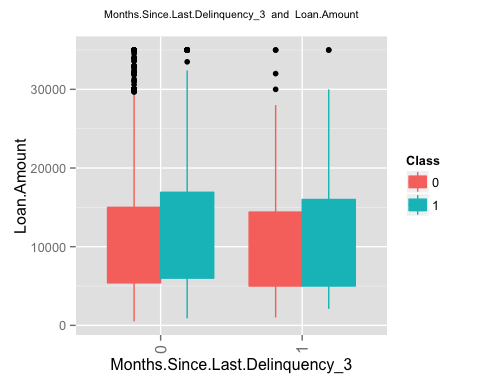 Months.Since.Last.Delinquency_3 and Loan.Amount
Loan.Amount
30000
20000
10000
0
0
1
Months.Since.Last.Delinquency_3
Class
0
1